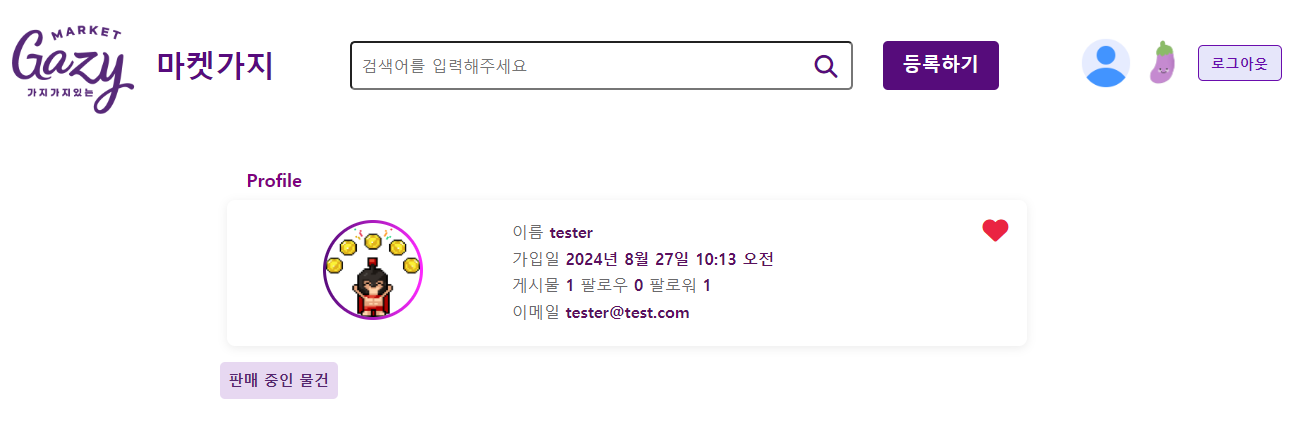 MARKET
Gazy
가지가지있는
마켓가지
검색어를 입력해주세요
등록하기
로그아웃
Profile
이름 tester
가입일 2024년 8월 27일 10:13 오전
게시물 1 팔로우 0 팔로워 1
이메일 tester@test.com
판매 중인 물건